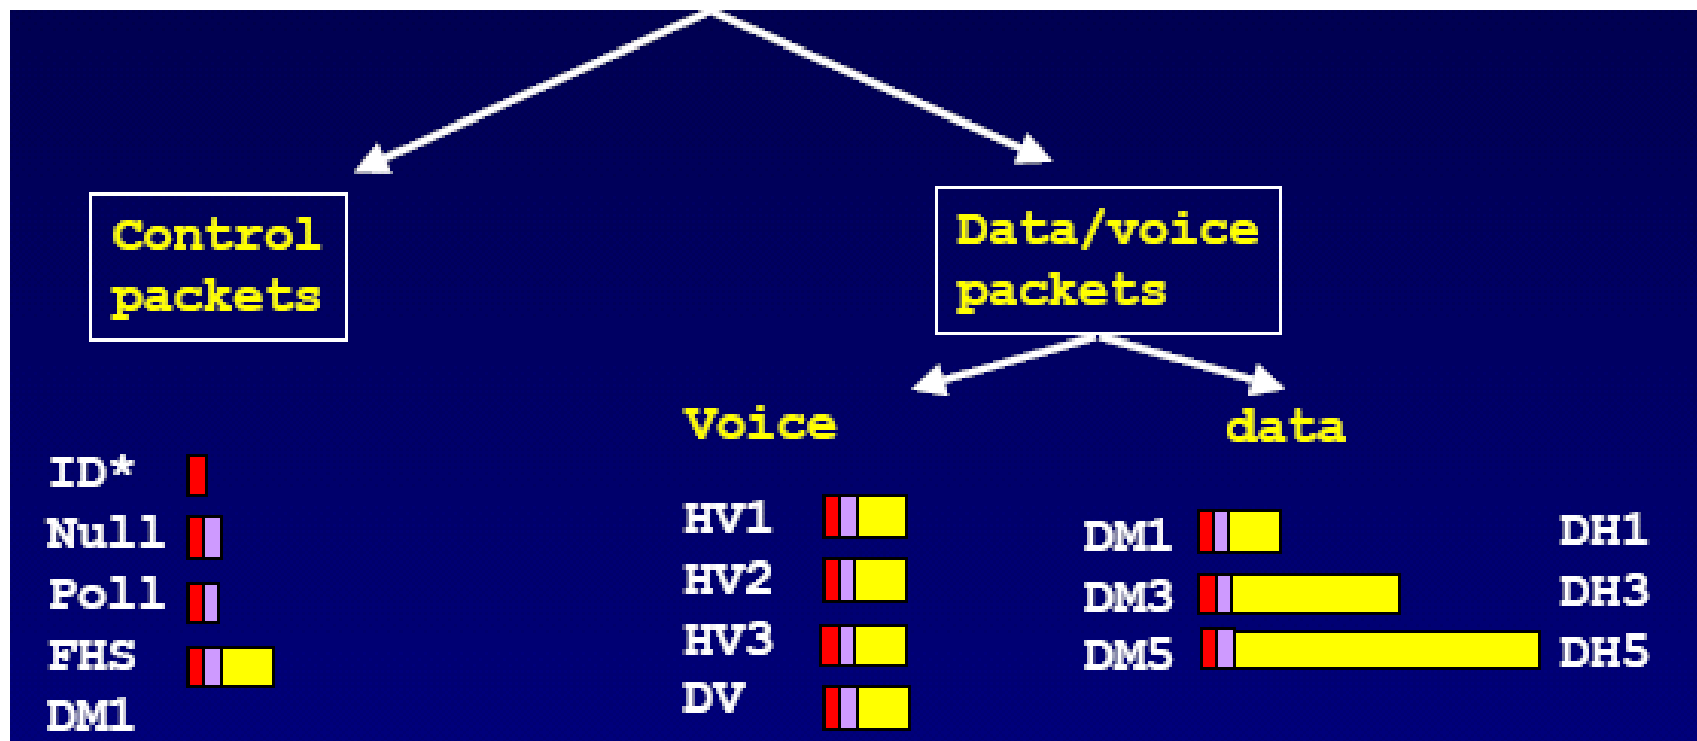 Control
packets
Data/voice
packets
Voice
data
ID*
Null
Poll
FHS
DM1
HV1
HV2
HV3
DV
DM1
DM3
DM5
DH1
DH3
DH5